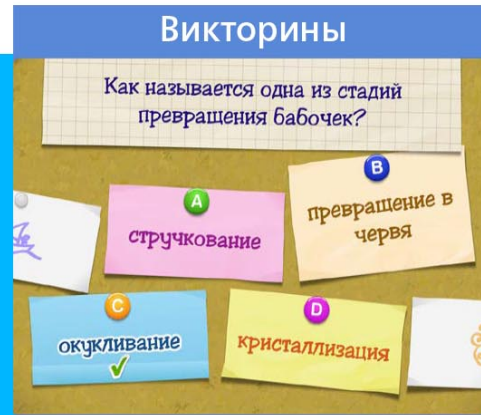 Викторины
Как называется одна из стадий
превращения бабочек?
A
стручкование
B
превращение в
червя
C
окукливание
D
кристаллизация